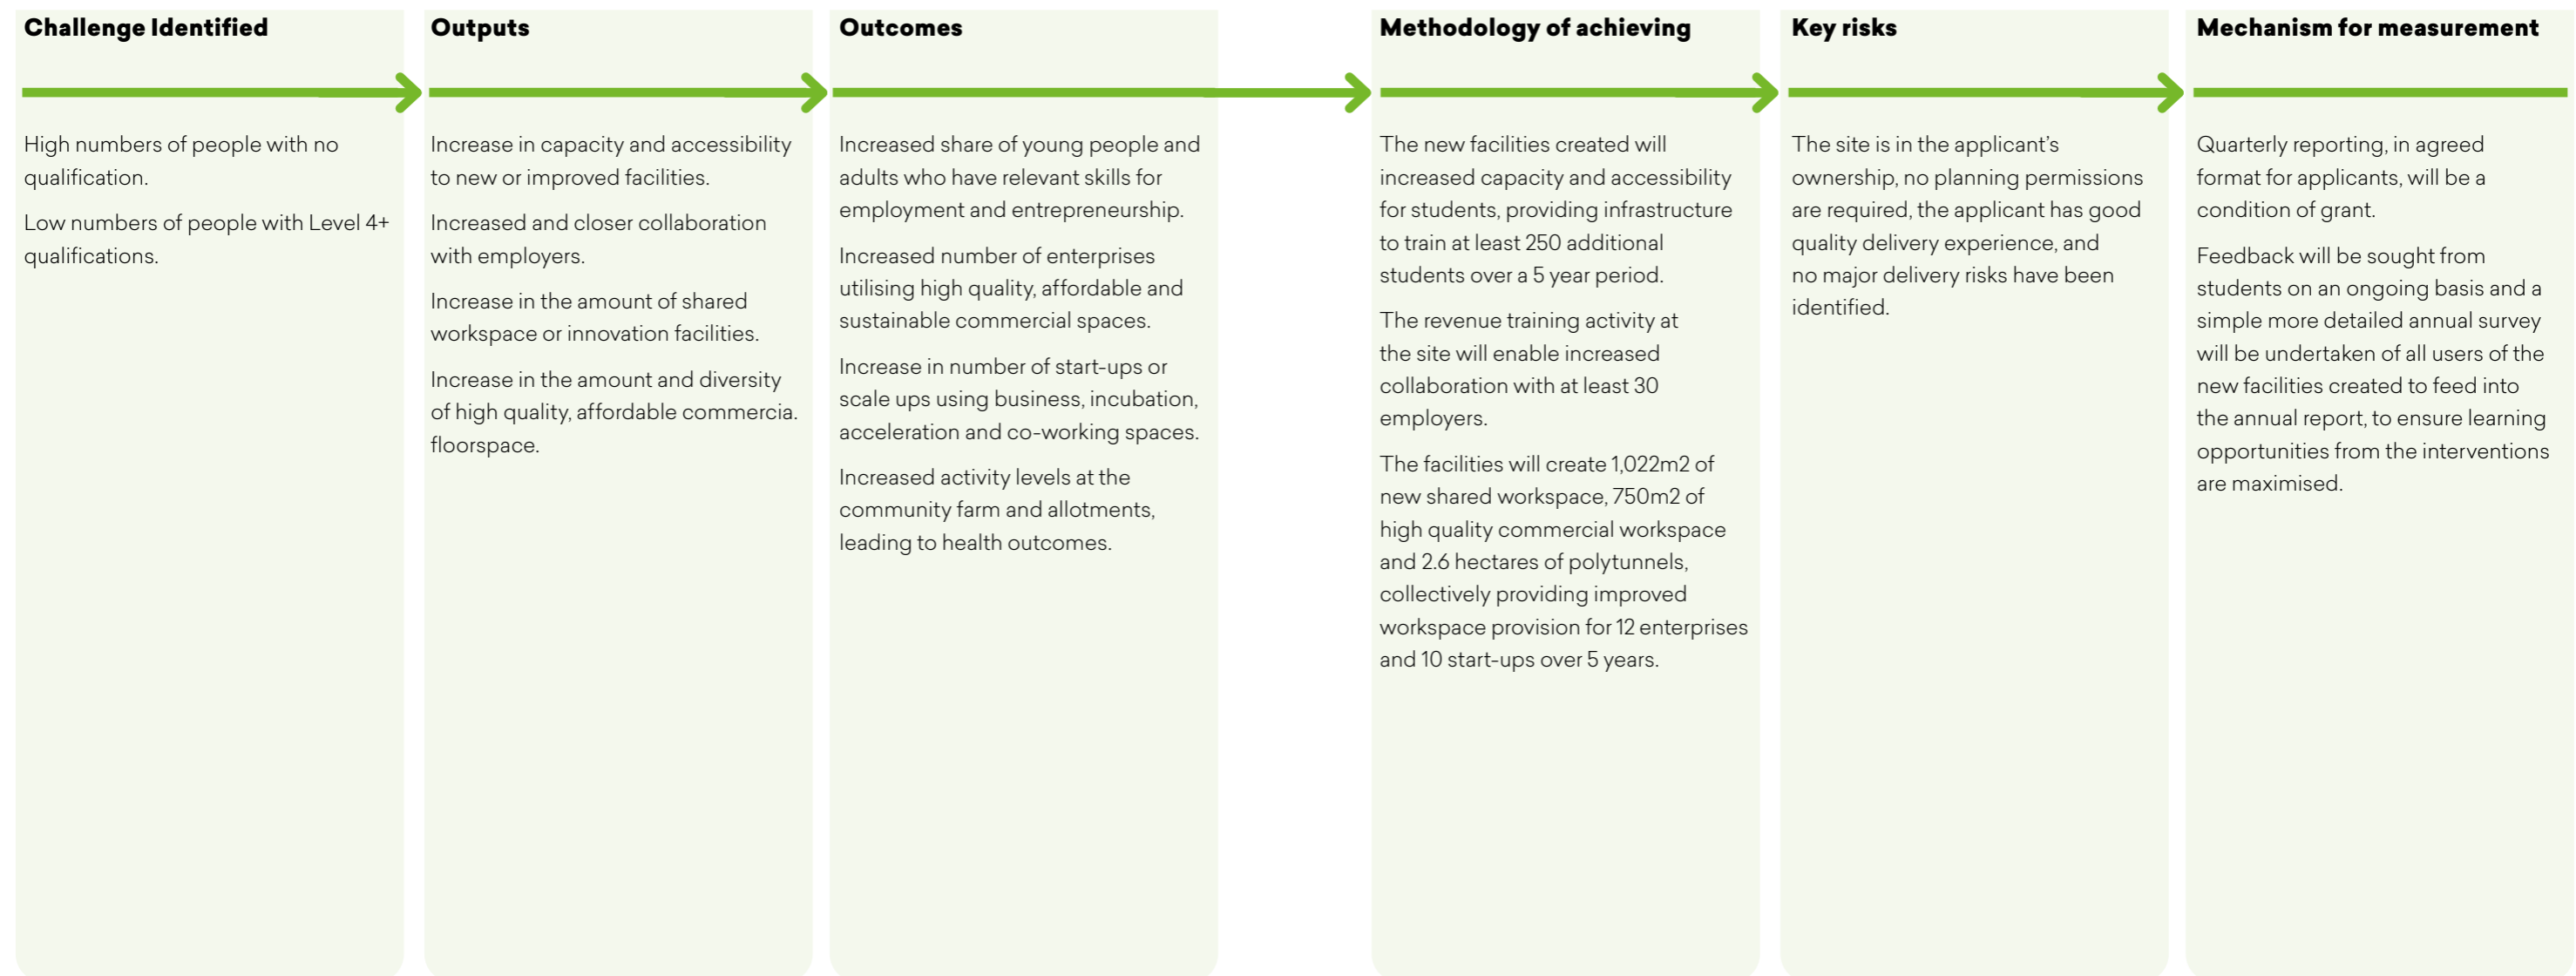 Challenge Identified
High numbers of people with no
qualification.
Low numbers of people with Level 4+
qualifications.
Outputs
Increase in capacity and accessibility
to new or improved facilities.
Increased and closer collaboration
with employers.
Increase in the amount of shared
workspace or innovation facilities.
Increase in the amount and diversity
of high quality, affordable commercia.
floorspace.
Outcomes
Increased share of young people and
adults who have relevant skills for
employment and entrepreneurship.
Increased number of enterprises
utilising high quality, affordable and
sustainable commercial spaces.
Increase in number of start-ups or
scale ups using business, incubation,
acceleration and co-working spaces.
Increased activity levels at the
community farm and allotments,
leading to health outcomes.
Methodology of achieving
The new facilities created will
increased capacity and accessibility
for students, providing infrastructure
to train at least 250 additional
students over a 5 year period.
The revenue training activity at
the site will enable increased
collaboration with at least 30
employers.
The facilities will create 1,022m2 of
new shared workspace, 750m2 of
high quality commercial workspace
and 2.6 hectares of polytunnels,
collectively providing improved
workspace provision for 12 enterprises
and 10 start-ups over 5 years.
Key risks
The site is in the applicant's
ownership, no planning permissions
are required, the applicant has good
quality delivery experience, and
no major delivery risks have been
identified.
Mechanism for measurement
Quarterly reporting, in agreed
format for applicants, will be a
condition of grant.
Feedback will be sought from
students on an ongoing basis and a
simple more detailed annual survey
will be undertaken of all users of the
new facilities created to feed into
the annual report, to ensure learning
opportunities from the interventions
are maximised.